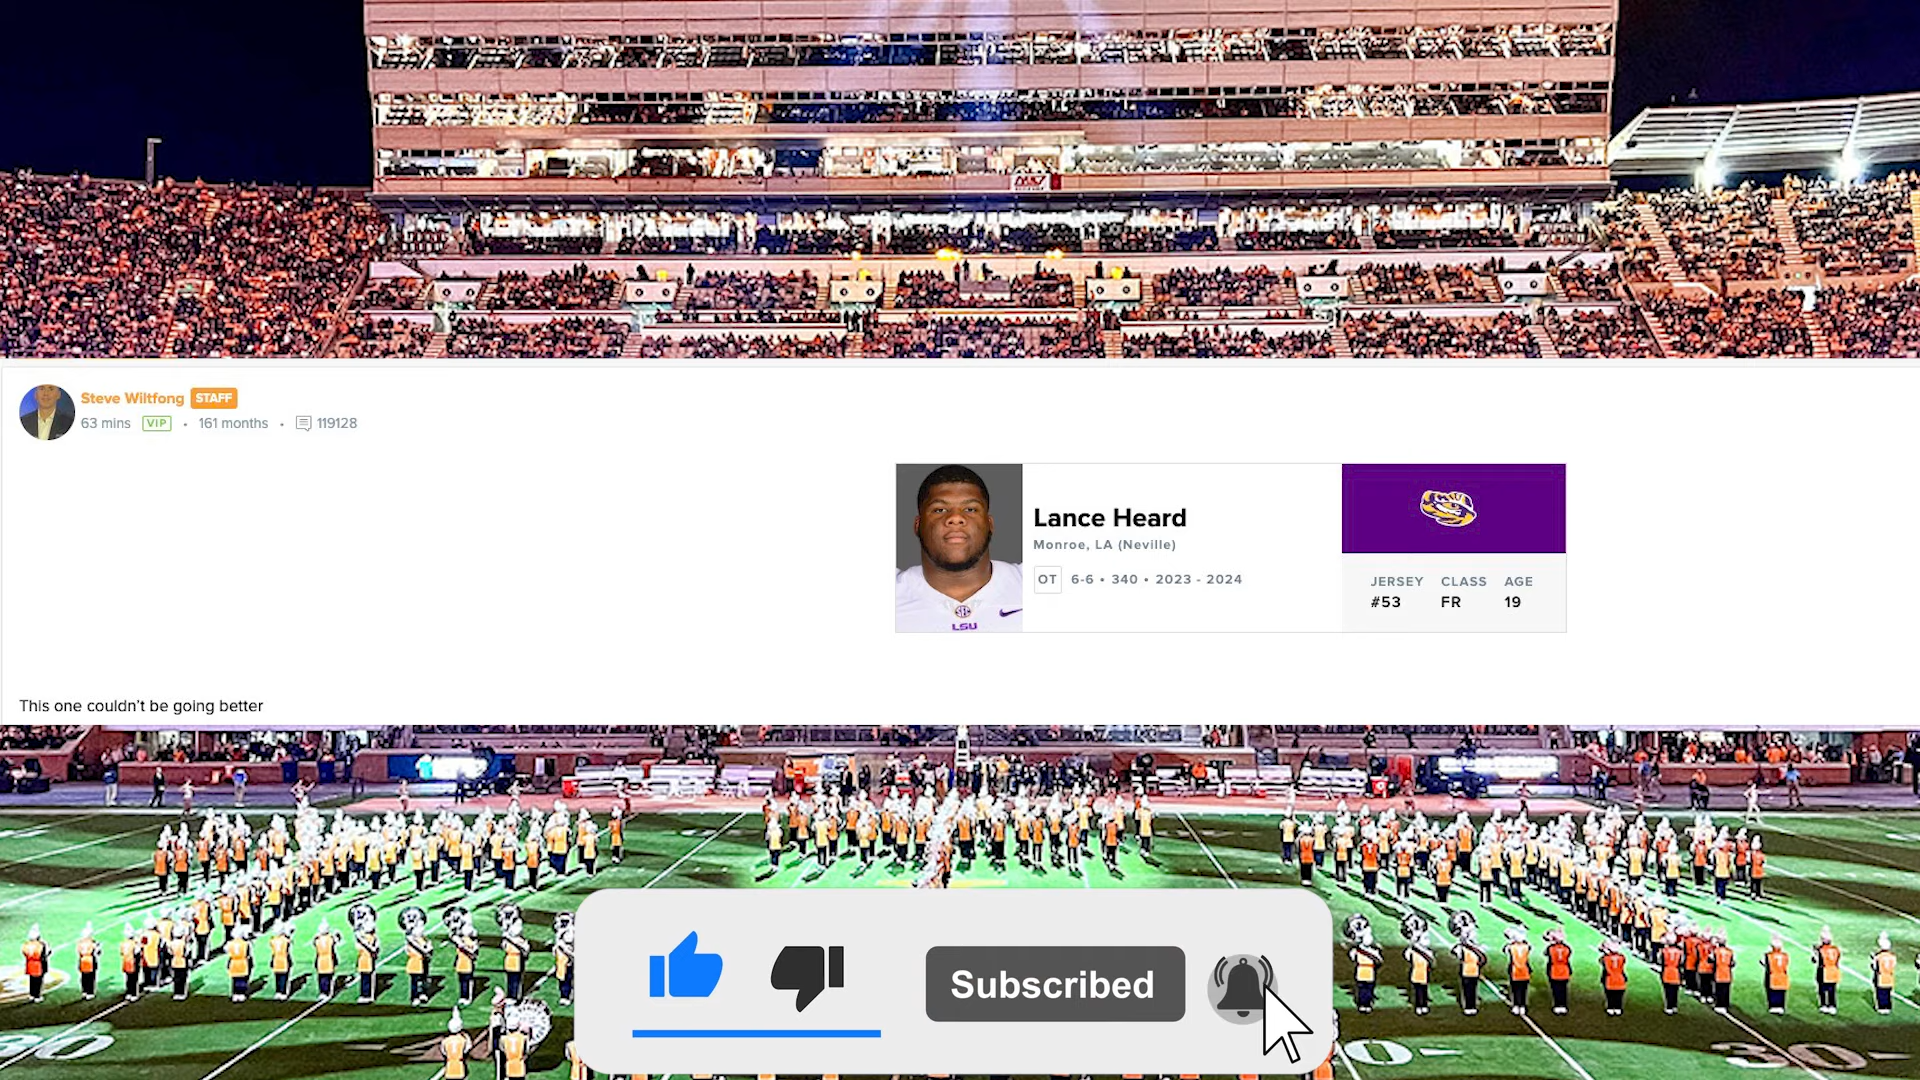 Steve Wiltfong STAFF
63 mins VIP • 161 months • 119128
Lance Heard
Monroe, LA (Neville)
OT 6-6 • 340 • 2023 - 2024
JERSEY CLASS AGE
#53 FR 19
LSU
This one couldn't be going better
Subscribed
30